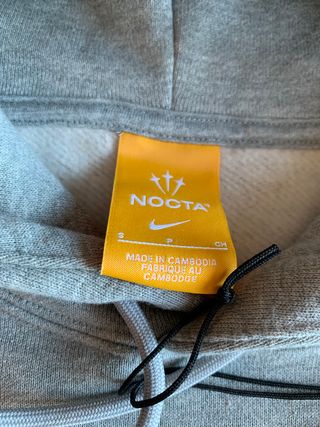 NOCTA
S P CH
MADE IN CAMBODIA
FABRIQUÉ AU
CAMBODGE